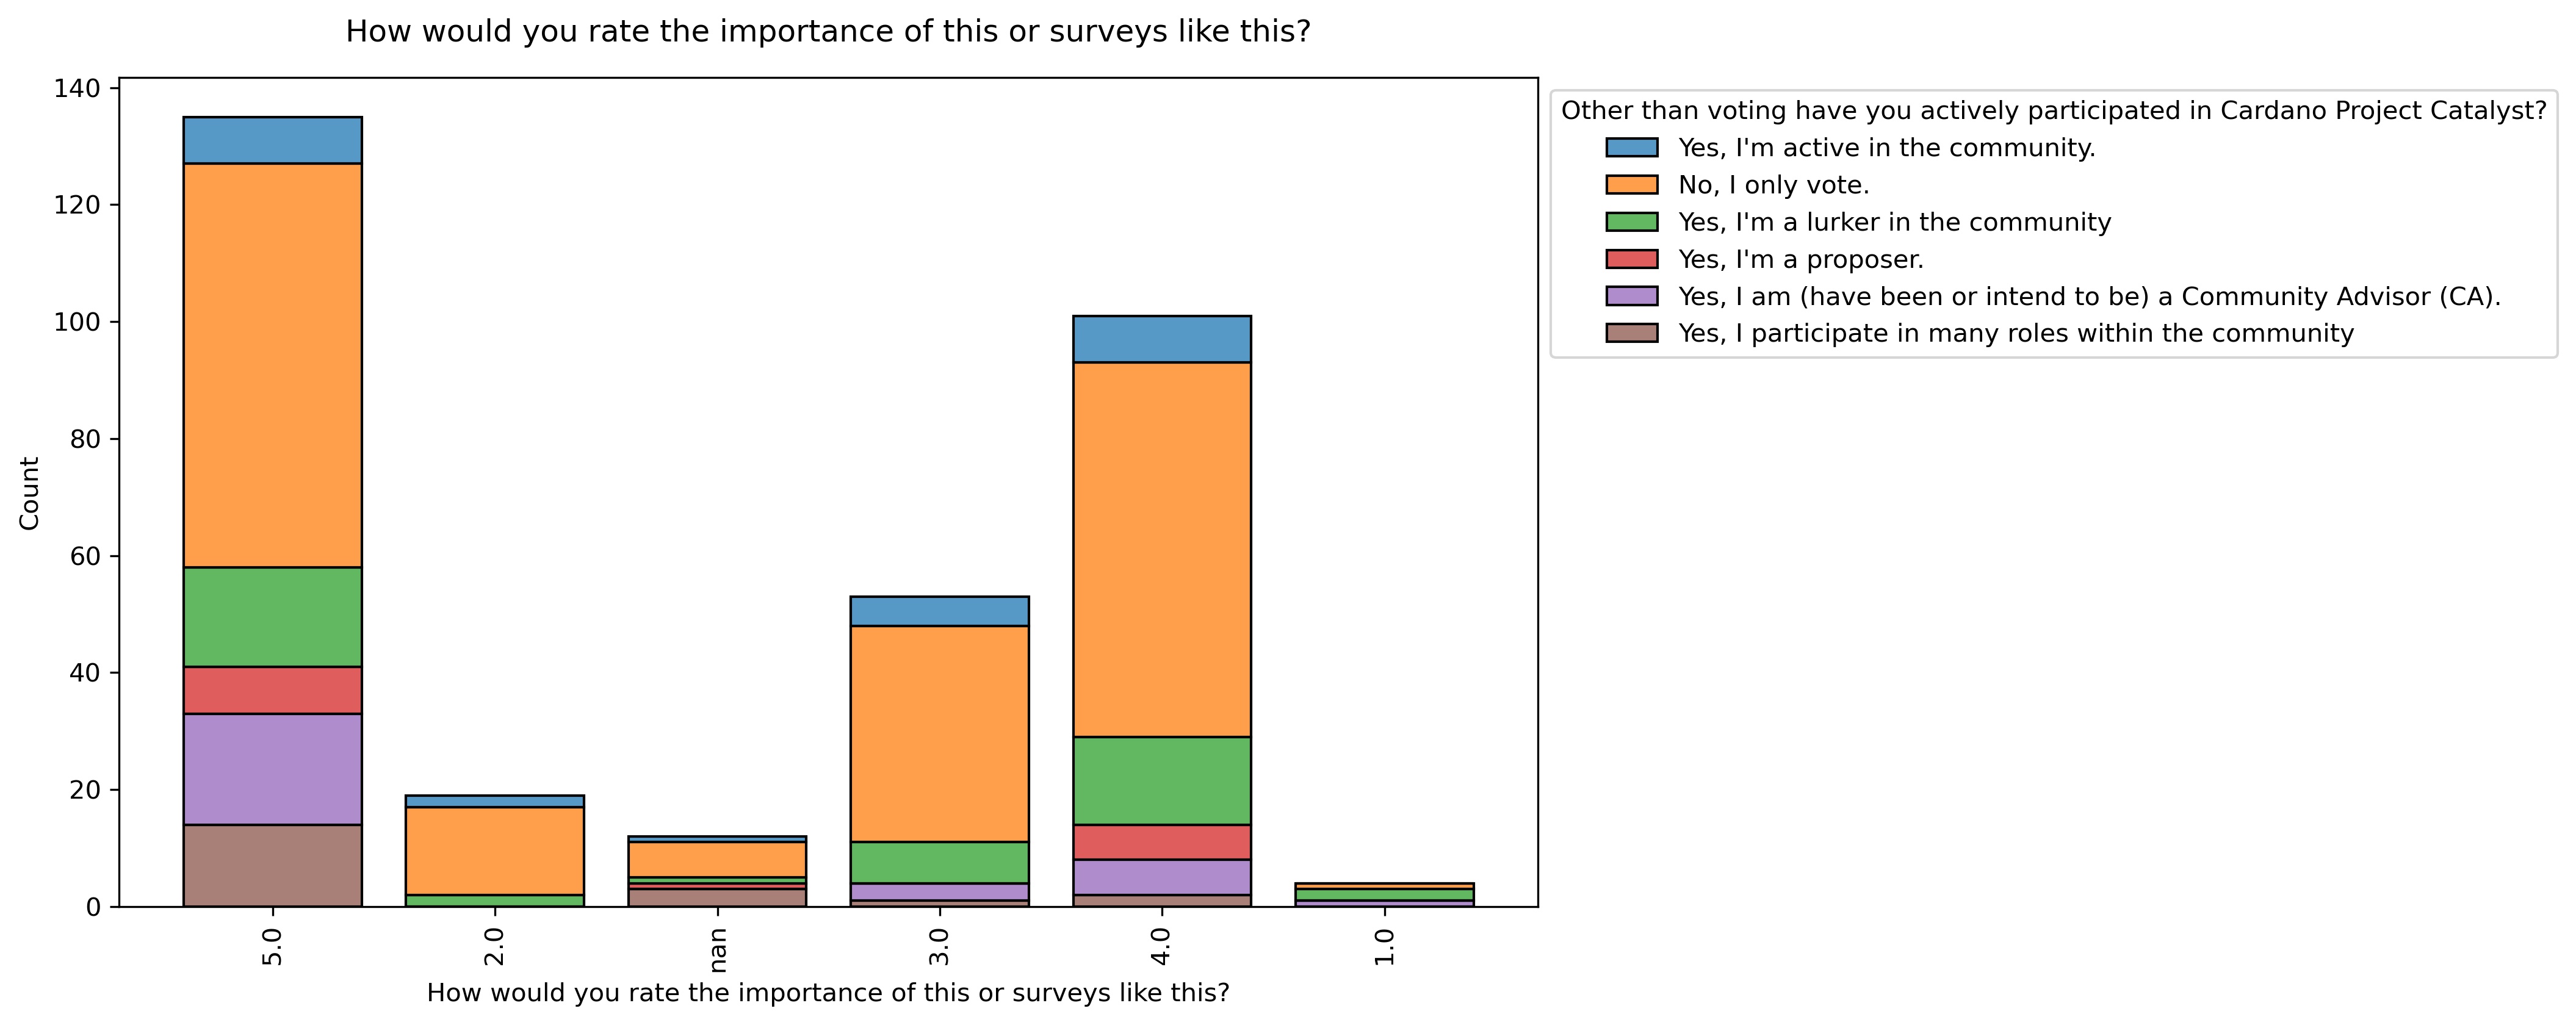 How would you rate the importance of this or surveys like this?
140
120
100
80
60
40
20
0
Count
5.0
2.0
nan
3.0
4.0
1.0
How would you rate the importance of this or surveys like this?
Other than voting have you actively participated in Cardano Project Catalyst?
Yes, I'm active in the community.
No, I only vote.
Yes, I'm a lurker in the community
Yes, I'm a proposer.
Yes, I am (have been or intend to be) a Community Advisor (CA).
Yes, I participate in many roles within the community